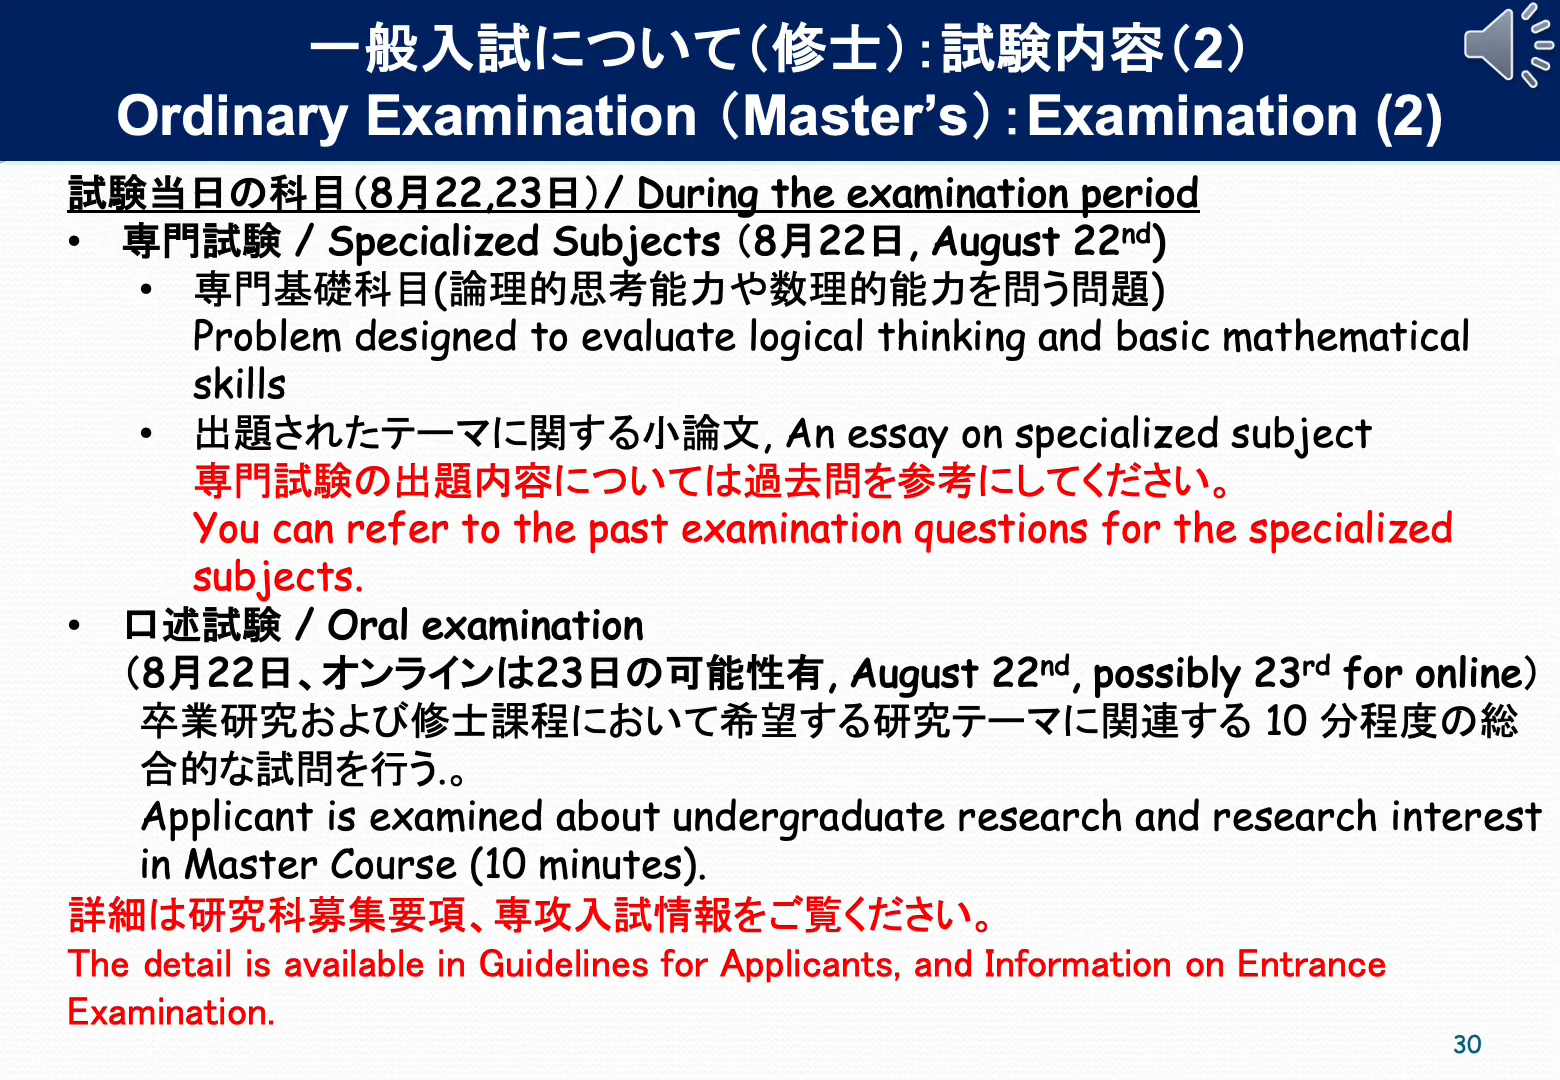 一般入試について（修士）：試験内容（2）
Ordinary Examination （Master’s）：Examination (2)
試験当日の科目（8月22,23日）/ During the examination period
• 専門試験 / Specialized Subjects （8月22日, August 22nd)
• 専門基礎科目(論理的思考能力や数理的能力を問う問題)
Problem designed to evaluate logical thinking and basic mathematical
skills
• 出題されたテーマに関する小論文, An essay on specialized subject
専門試験の出題内容については過去問を参考にしてください。
You can refer to the past examination questions for the specialized
subjects.
• 口述試験 / Oral examination
（8月22日、オンラインは23日の可能性有, August 22nd, possibly 23rd for online）
卒業研究および修士課程において希望する研究テーマに関連する 10 分程度の総
合的な試問を行う.。
Applicant is examined about undergraduate research and research interest
in Master Course (10 minutes).
詳細は研究科募集要項、専攻入試情報をご覧ください。
The detail is available in Guidelines for Applicants, and Information on Entrance
Examination.
30